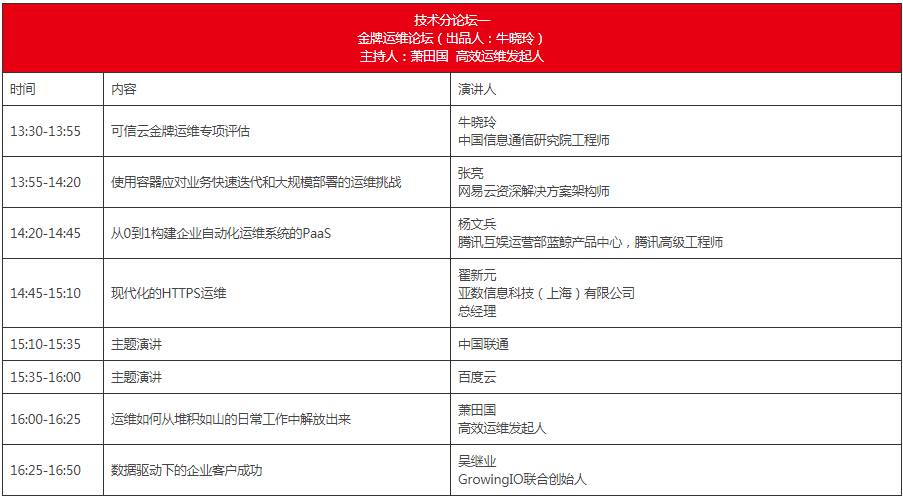 技术分论坛一
金牌运维论坛（出品人：牛晓玲）
主持人：萧田国 高效运维发起人
时间 内容 演讲人
13:30-13:55 可信云金牌运维专项评估 牛晓玲
中国信息通信研究院工程师
13:55-14:20 使用容器应对业务快速迭代和大规模部署的运维挑战 张亮
网易云资深解决方案架构师
14:20-14:45 从0到1构建企业自动化运维系统的PaaS 杨文兵
腾讯互娱运营部蓝鲸产品中心，腾讯高级工程师
14:45-15:10 现代化的HTTPS运维 翟新元
亚数信息科技（上海）有限公司
总经理
15:10-15:35 主题演讲 中国联通
15:35-16:00 主题演讲 百度云
16:00-16:25 运维如何从堆积如山的日常工作中解放出来 萧田国
高效运维发起人
16:25-16:50 数据驱动下的企业客户成功 吴继业
GrowingIO联合创始人